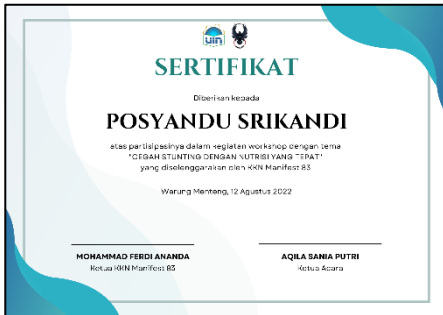 uin
SERTIFIKAT
Diberikan kepada
POSYANDU SRIKANDI
atas partisipasinya dalam kegiatan workshop dengan tema
"CEGAH STUNTING DENGAN NUTRISI YANG TEPAT"
yang diselenggarakan oleh KKN Manifest 83
Warung Menteng, 12 Agustus 2022
MOHAMMAD FERDI ANANDA
Ketua KKN Manifest 83
AQILA SANIA PUTRI
Ketua Acara